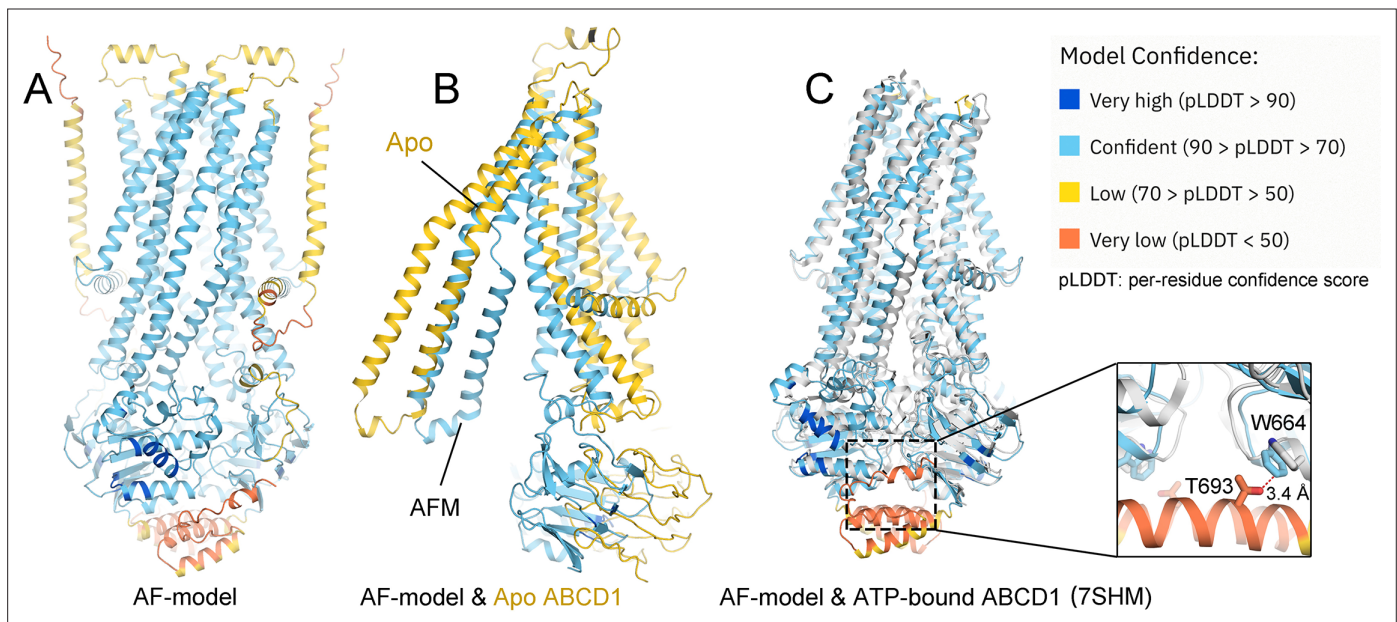 A
B
C
Apo
AFM
Model Confidence:
Very high (pLDDT > 90)
Confident (90 > pLDDT > 70)
Low (70 > pLDDT > 50)
Very low (pLDDT < 50)
pLDDT: per-residue confidence score
W664
T693
3.4 Å
AF-model
AF-model & Apo ABCD1
AF-model & ATP-bound ABCD1 (7SHM)